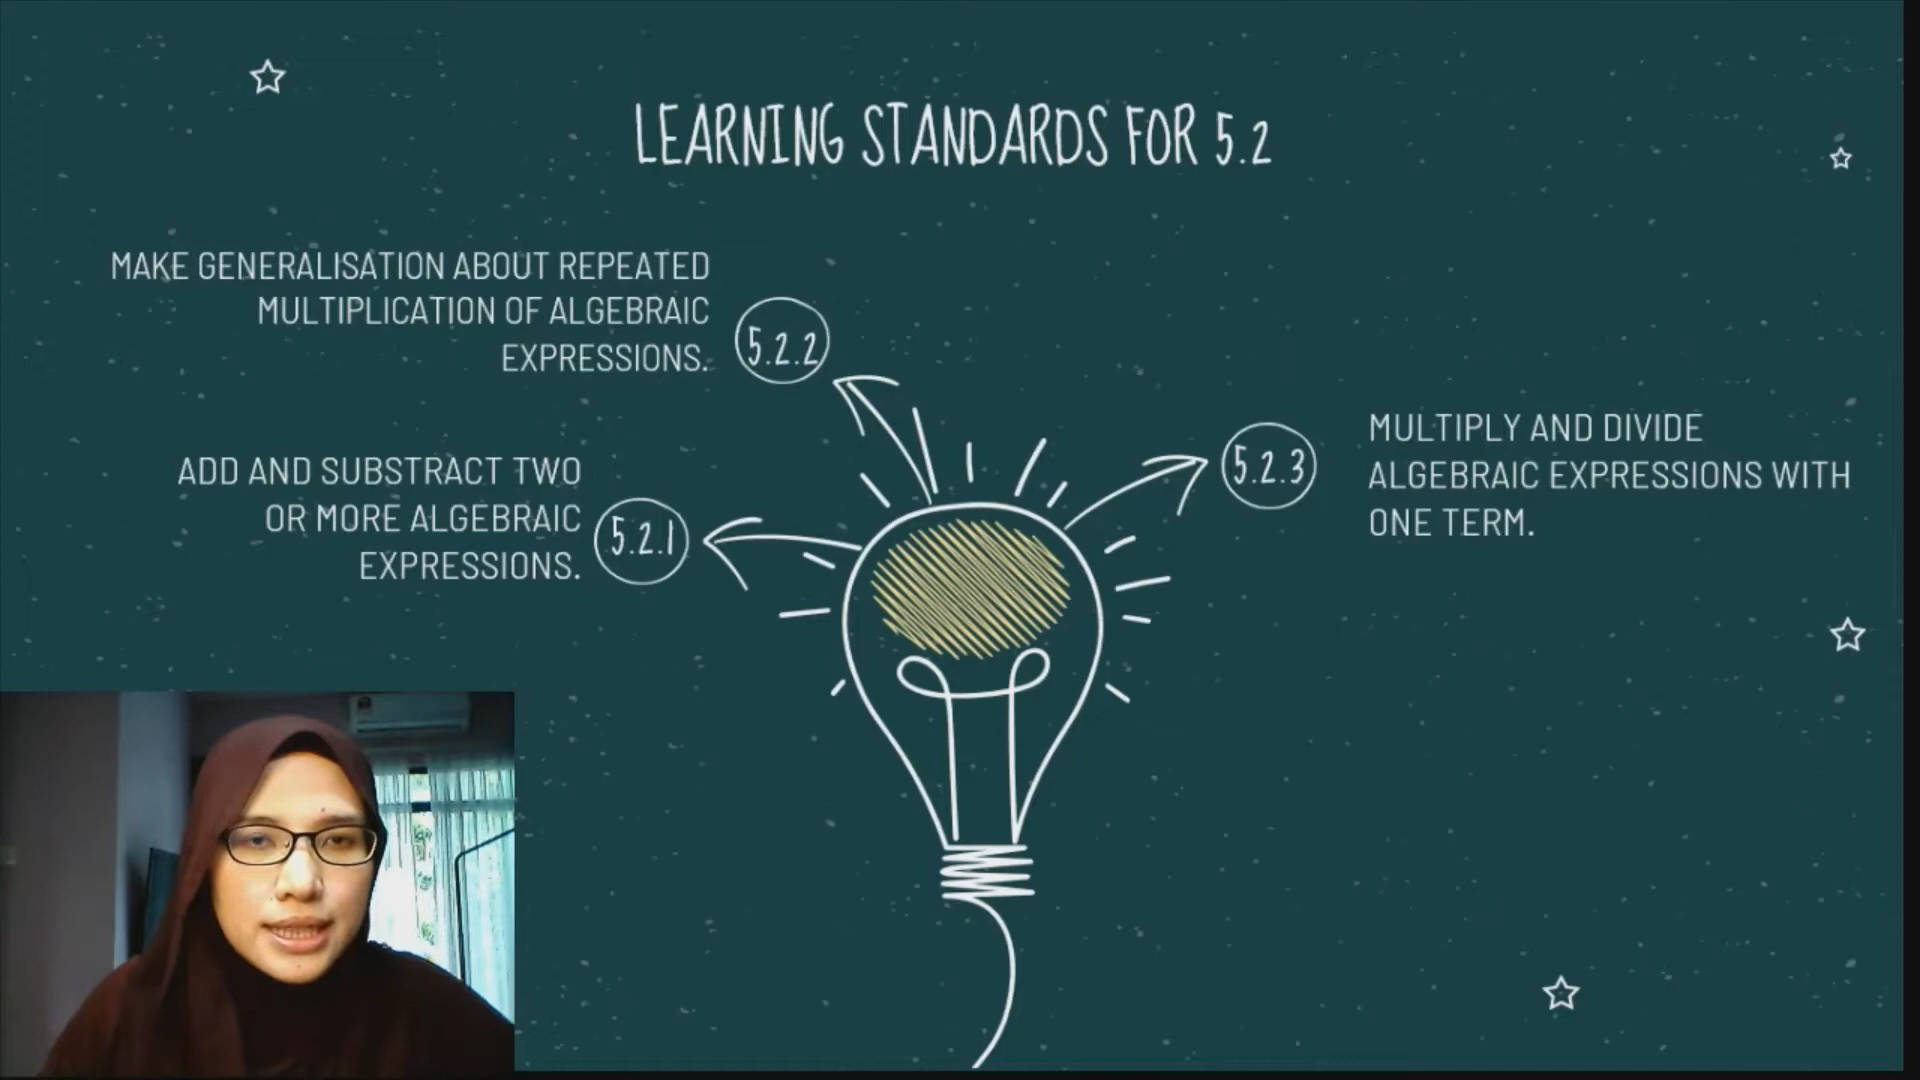 LEARNING STANDARDS FOR 5.2
MAKE GENERALISATION ABOUT REPEATED
MULTIPLICATION OF ALGEBRAIC
EXPRESSIONS.
5.2.2
ADD AND SUBSTRACT TWO
OR MORE ALGEBRAIC
EXPRESSIONS.
5.2.1
5.2.3
MULTIPLY AND DIVIDE
ALGEBRAIC EXPRESSIONS WITH
ONE TERM.